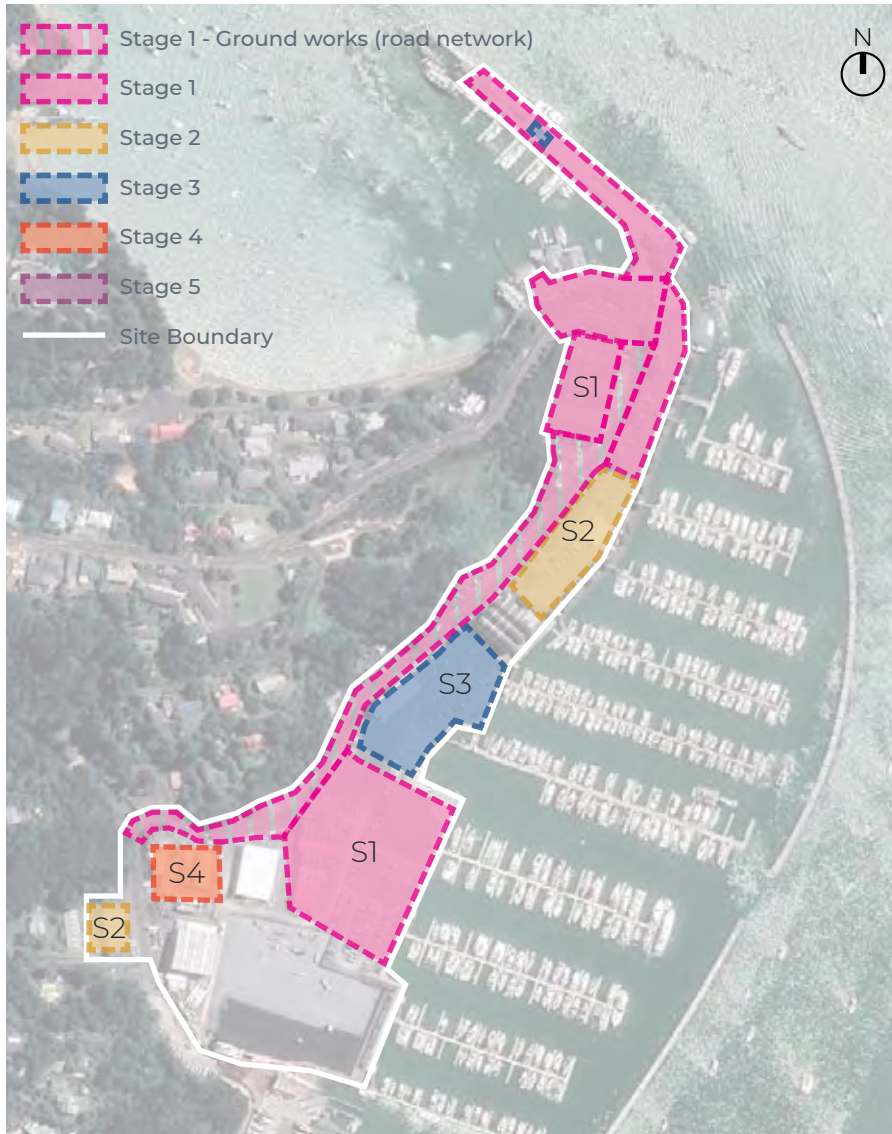 Stage 1 - Ground works (road network)
Stage 1
Stage 2
Stage 3
Stage 4
Stage 5
Site Boundary
N
S1
S2
S3
S1
S4
S2